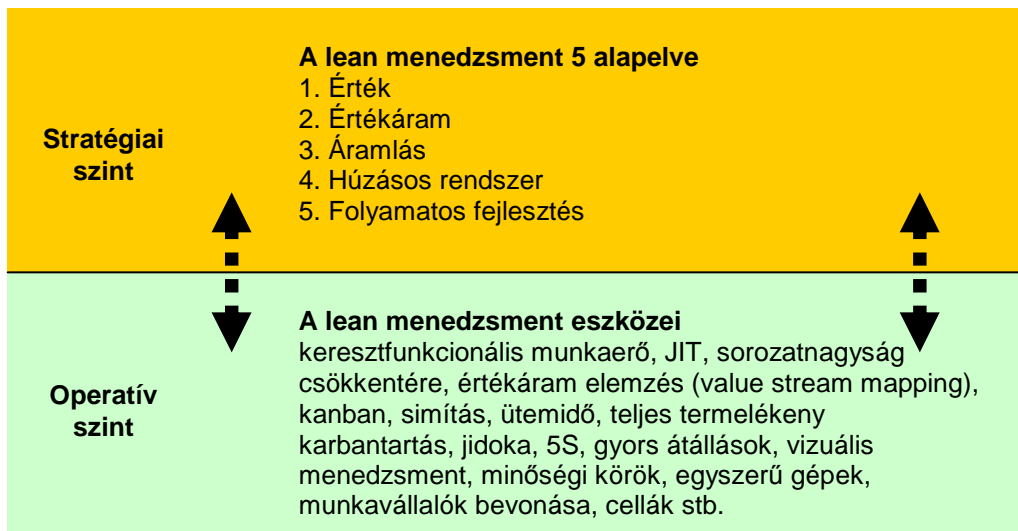 A lean menedzsment 5 alapelve
1. Érték
2. Értékáram
3. Áramlás
4. Húzásos rendszer
5. Folyamatos fejlesztés
Stratégiai
szint
A lean menedzsment eszközei
keresztfunkcionális munkaerő, JIT, sorozatnagyság
csökkentére, értékáram elemzés (value stream mapping),
kanban, simítás, ütemidő, teljes termelékeny
karbantartás, jidoka, 5S, gyors átállások, vizuális
menedzsment, minőségi körök, egyszerű gépek,
munkavállalók bevonása, cellák stb.
Operatív
szint